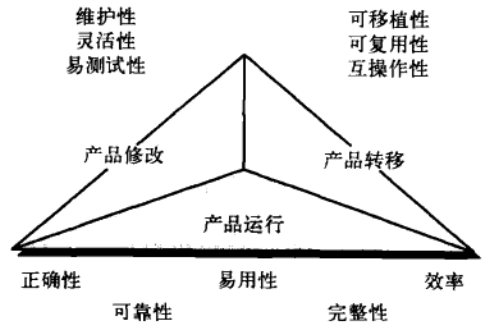 维护性
灵活性
易测试性
可移植性
可复用性
互操作性
产品修改
产品转移
产品运行
正确性
易用性
效率
可靠性
完整性